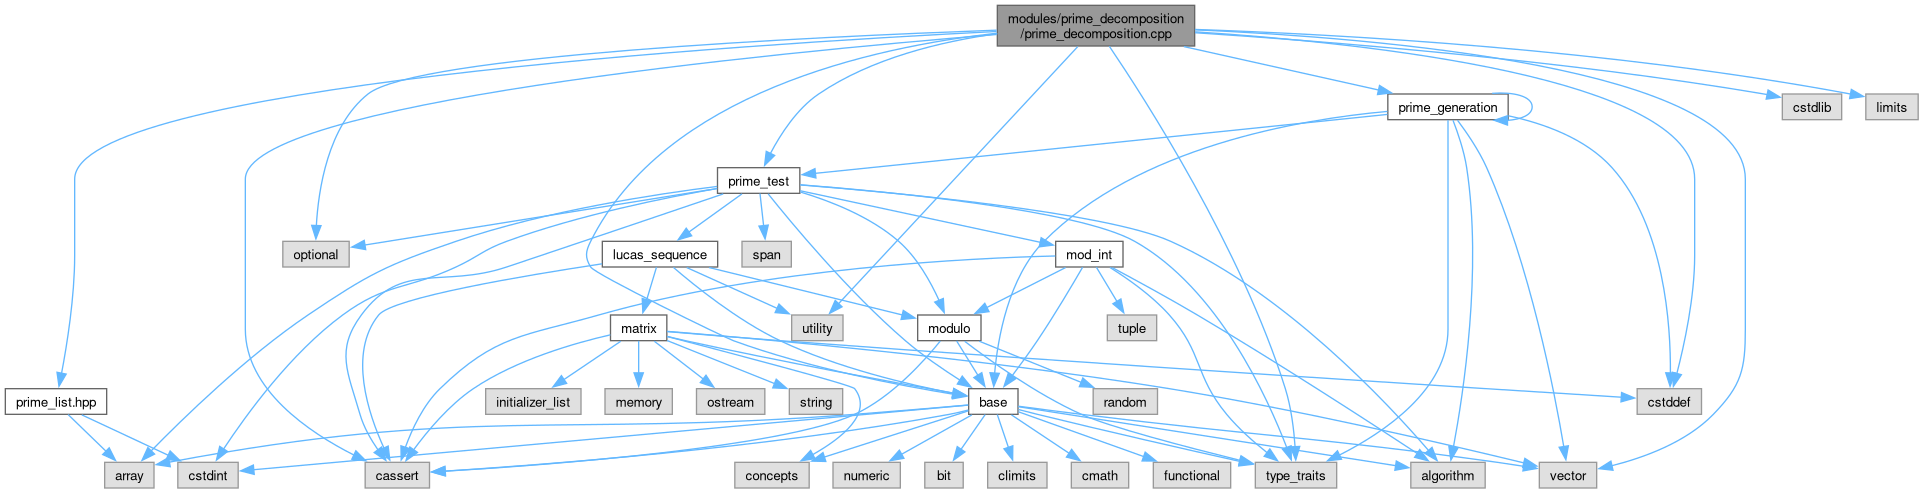 modules/prime_decomposition
/prime_decomposition.cpp
prime_generation
cstdlib
limits
prime_test
optional
lucas_sequence
span
mod_int
matrix
utility
modulo
tuple
prime_list.hpp
initializer_list
memory
ostream
string
base
random
cstddef
array
cstdint
cassert
concepts
numeric
bit
climits
cmath
functional
type_traits
algorithm
vector